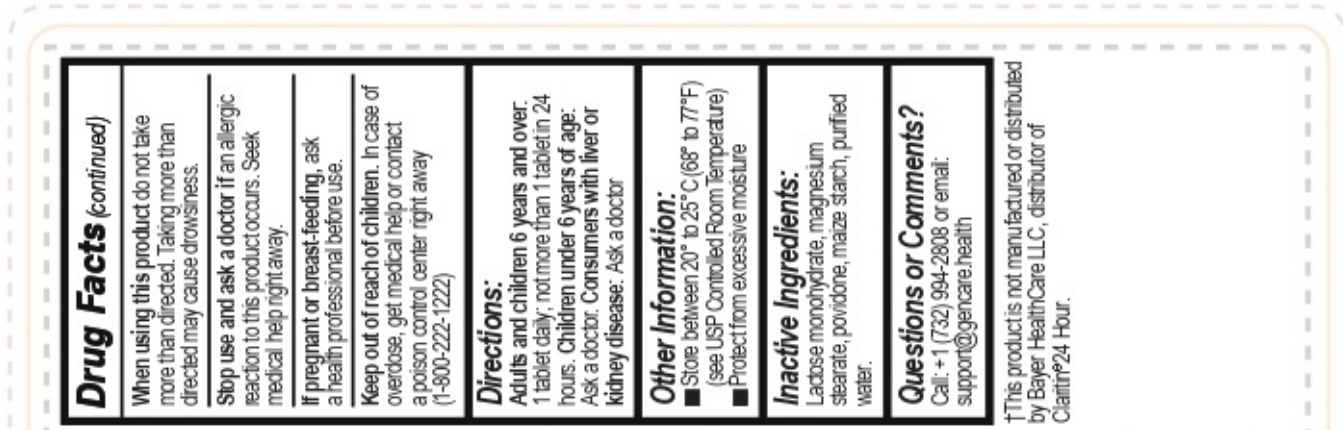 Drug Facts (continued)
When using this product do not take
more than directed. Taking more than
directed may cause drowsiness.
Stop use and ask a doctor if an allergic
reaction to this product occurs. Seek
medical help right away.
If pregnant or breast-feeding, ask
a health professional before use.
Keep out of reach of children. In case of
overdose, get medical help or contact
a poison control center right away
(1-800-222-1222)
Directions:
Adults and children 6 years and over:
1 tablet daily; not more than 1 tablet in 24
hours. Children under 6 years of age:
Ask a doctor. Consumers with liver or
kidney disease: Ask a doctor
Other Information:
■ Store between 20° to 25°C (68° to 77°F)
(see USP Controlled Room Temperature)
■ Protect from excessive moisture
Inactive Ingredients:
Lactose monohydrate, magnesium
stearate, povidone, maize starch, purified
water.
Questions or Comments?
Call: +1 (732) 994-2808 or email:
support@gencare.health
†This product is not manufactured or distributed
by Bayer HealthCare LLC, distributor of
Claritin®24 Hour.